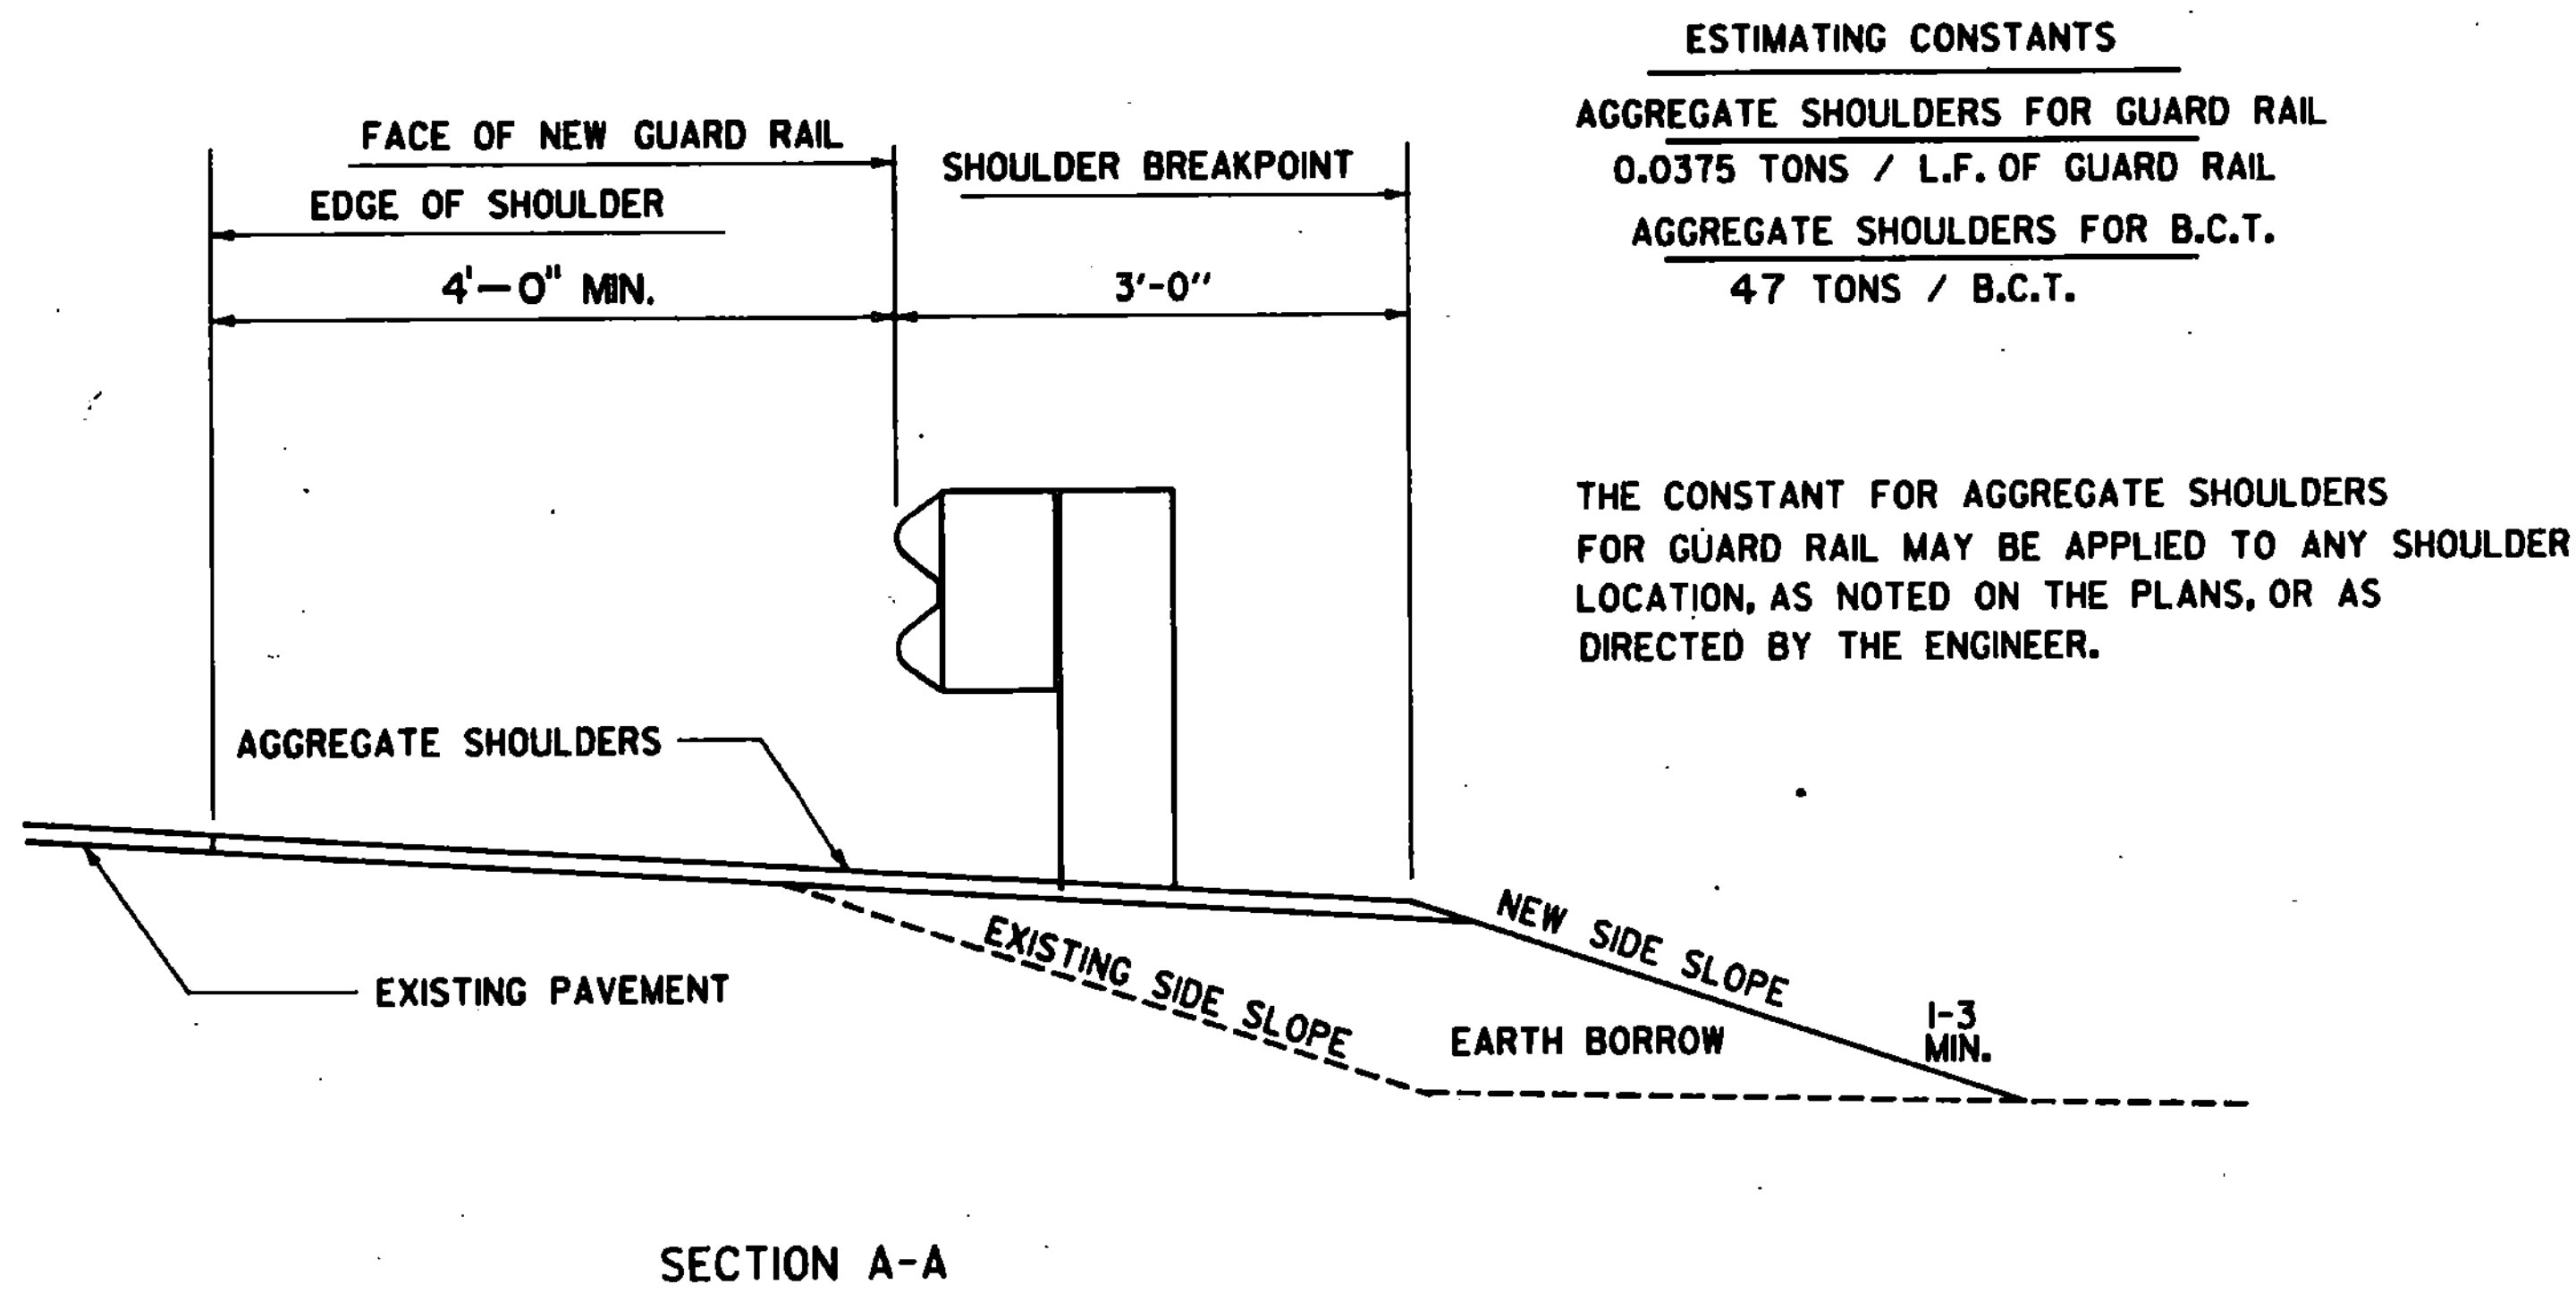 ESTIMATING CONSTANTS
AGGREGATE SHOULDERS FOR GUARD RAIL
0.0375 TONS / L.F. OF GUARD RAIL
AGGREGATE SHOULDERS FOR B.C.T.
47 TONS / B.C.T.
FACE OF NEW GUARD RAIL
SHOULDER BREAKPOINT
EDGE OF SHOULDER
4'-0" MIN.
3'-0"
THE CONSTANT FOR AGGREGATE SHOULDERS
FOR GUARD RAIL MAY BE APPLIED TO ANY SHOULDER
LOCATION, AS NOTED ON THE PLANS, OR AS
DIRECTED BY THE ENGINEER.
AGGREGATE SHOULDERS
EXISTING PAVEMENT
EXISTING SIDE SLOPE
NEW SIDE SLOPE
EARTH BORROW
1-3
MIN.
SECTION A-A